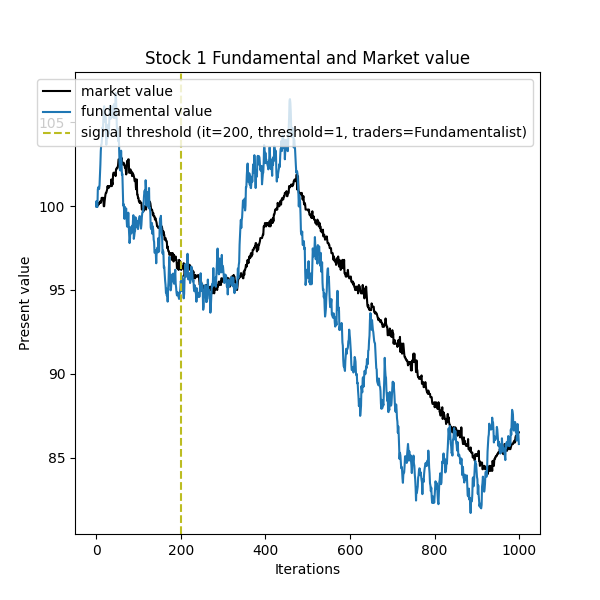 Stock 1 Fundamental and Market value
market value
fundamental value
signal threshold (it=200, threshold=1, traders=Fundamentalist)
105
100
95
90
85
Present value
0 200 400 600 800 1000
Iterations